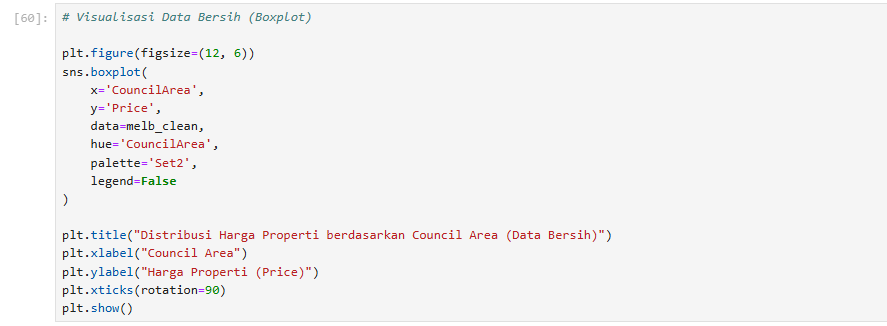 [60]: # Visualisasi Data Bersih (Boxplot)
plt.figure(figsize=(12, 6))
sns.boxplot(
    x='CouncilArea',
    y='Price',
    data=melb_clean,
    hue='CouncilArea',
    palette='Set2',
    legend=False
)
plt.title("Distribusi Harga Properti berdasarkan Council Area (Data Bersih)")
plt.xlabel("Council Area")
plt.ylabel("Harga Properti (Price)")
plt.xticks(rotation=90)
plt.show()